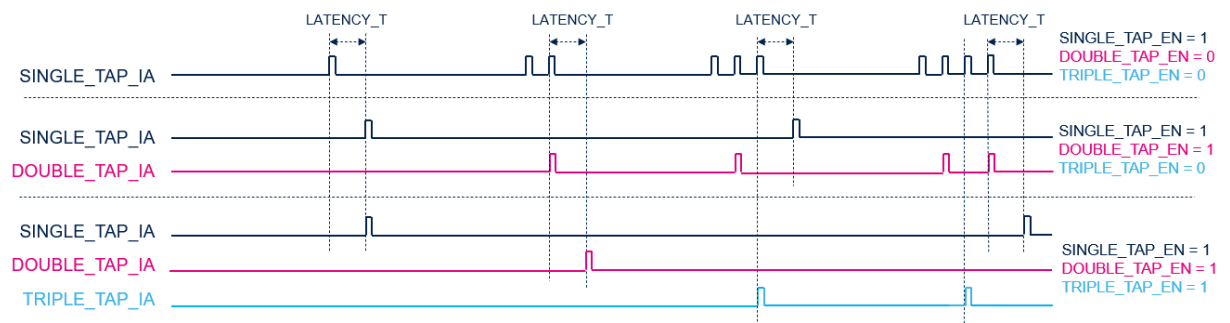 LATENCY_T LATENCY_T LATENCY_T LATENCY_T
SINGLE_TAP_EN = 1
DOUBLE_TAP_EN = 0
TRIPLE_TAP_EN = 0
SINGLE_TAP_IA
SINGLE_TAP_IA
SINGLE_TAP_EN = 1
DOUBLE_TAP_EN = 1
TRIPLE_TAP_EN = 0
DOUBLE_TAP_IA
SINGLE_TAP_IA
SINGLE_TAP_EN = 1
DOUBLE_TAP_IA
DOUBLE_TAP_EN = 1
TRIPLE_TAP_EN = 1
TRIPLE_TAP_IA